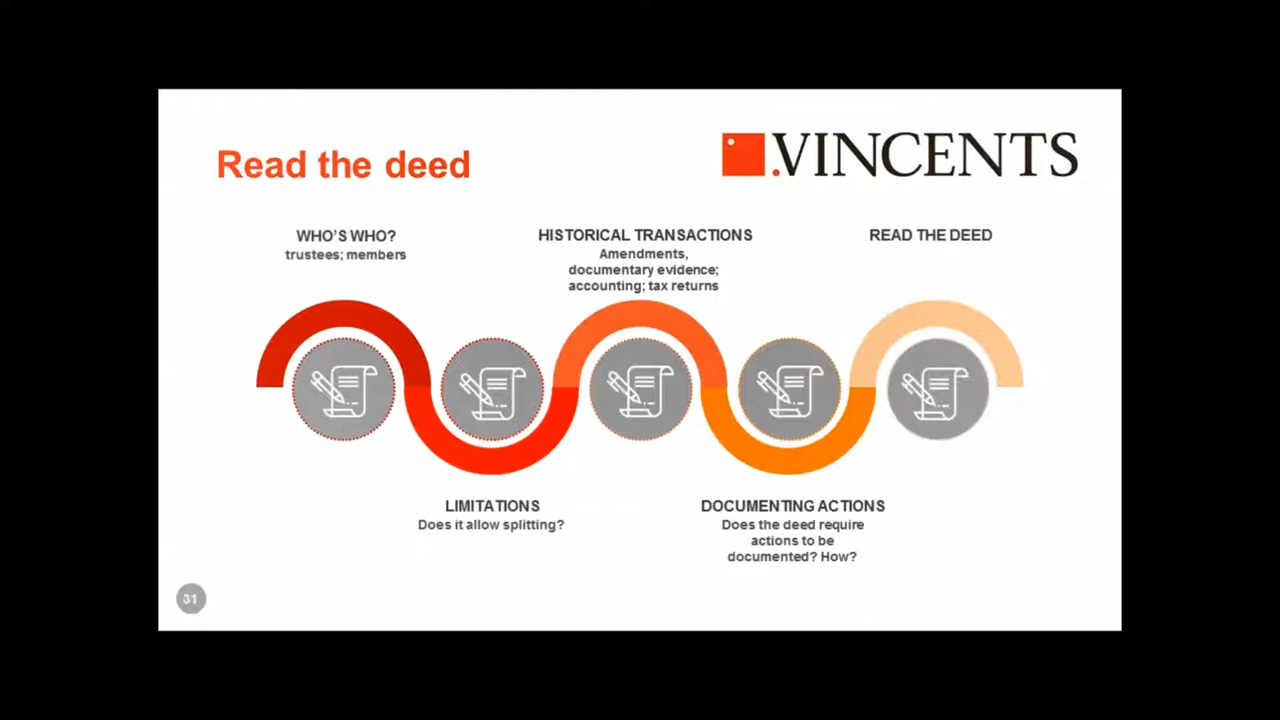 Read the deed
.VINCENTS
WHO'S WHO?
trustees; members
HISTORICAL TRANSACTIONS
Amendments,
documentary evidence;
accounting; tax returns
READ THE DEED
LIMITATIONS
Does it allow splitting?
DOCUMENTING ACTIONS
Does the deed require
actions to be
documented? How?
31